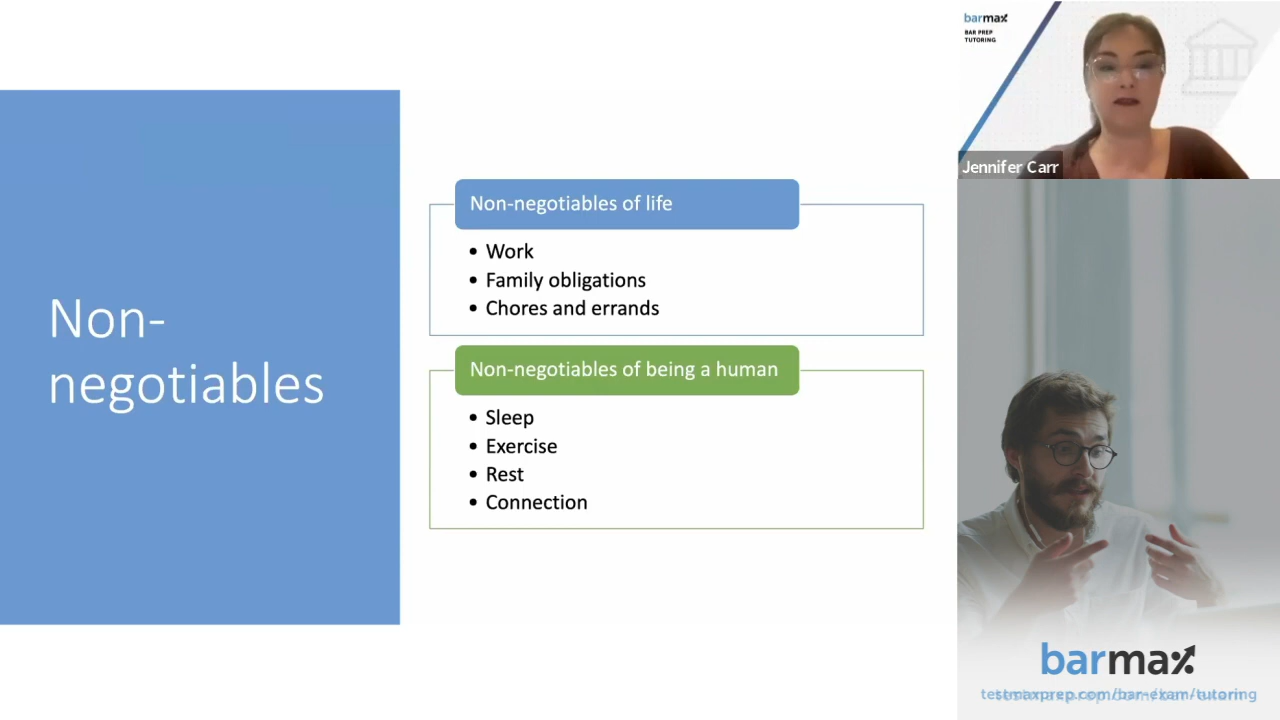 Non-
negotiables
Non-negotiables of life
• Work
• Family obligations
• Chores and errands
Non-negotiables of being a human
• Sleep
• Exercise
• Rest
• Connection
barmax
BAR PREP
TUTORING
Jennifer Carr
barmax
testmaxprep.com/bar-exam/tutoring